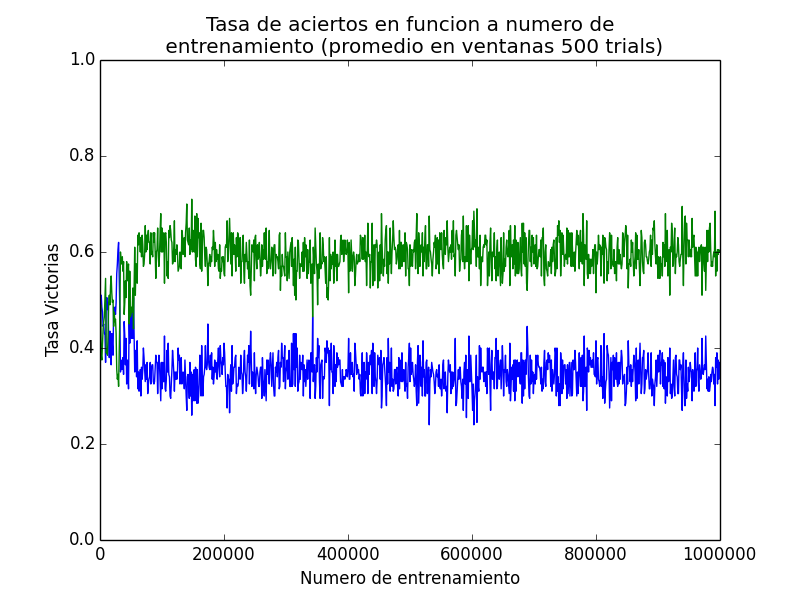 Tasa de aciertos en funcion a numero de
entrenamiento (promedio en ventanas 500 trials)
1.0
0.8
0.6
0.4
0.2
0.0
Tasa Victorias
0 200000 400000 600000 800000 1000000
Numero de entrenamiento